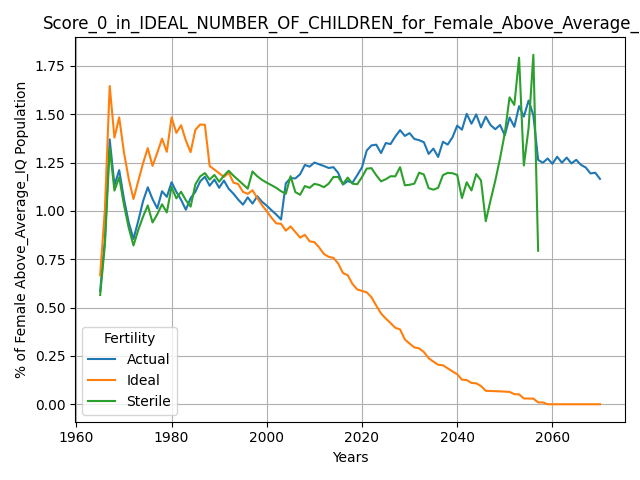 Score_0_in_IDEAL_NUMBER_OF_CHILDREN_for_Female_Above_Average_
% of Female Above_Average_IQ Population
1.75
1.50
1.25
1.00
0.75
0.50
0.25
0.00
Fertility
Actual
Ideal
Sterile
1960 1980 2000 2020 2040 2060
Years